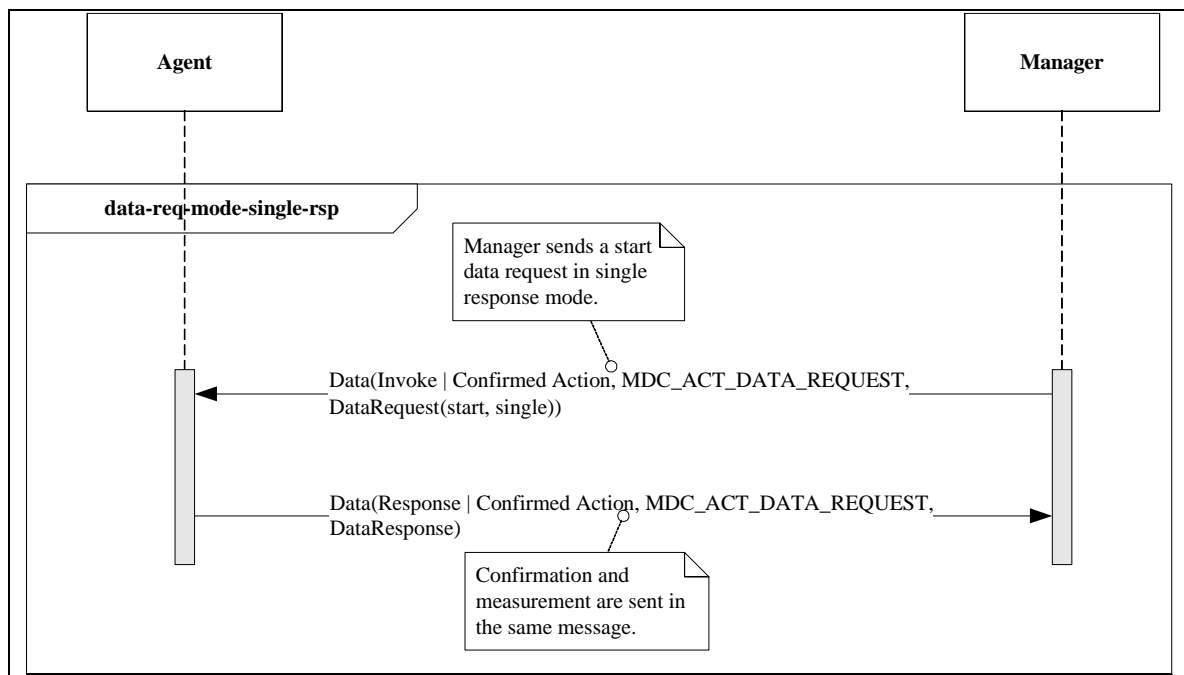 Agent
Manager
data-req-mode-single-rsp
Manager sends a start
data request in single
response mode.
Data(Invoke | Confirmed Action, MDC_ACT_DATA_REQUEST,
DataRequest(start, single))
Data(Response | Confirmed Action, MDC_ACT_DATA_REQUEST,
DataResponse)
Confirmation and
measurement are sent in
the same message.